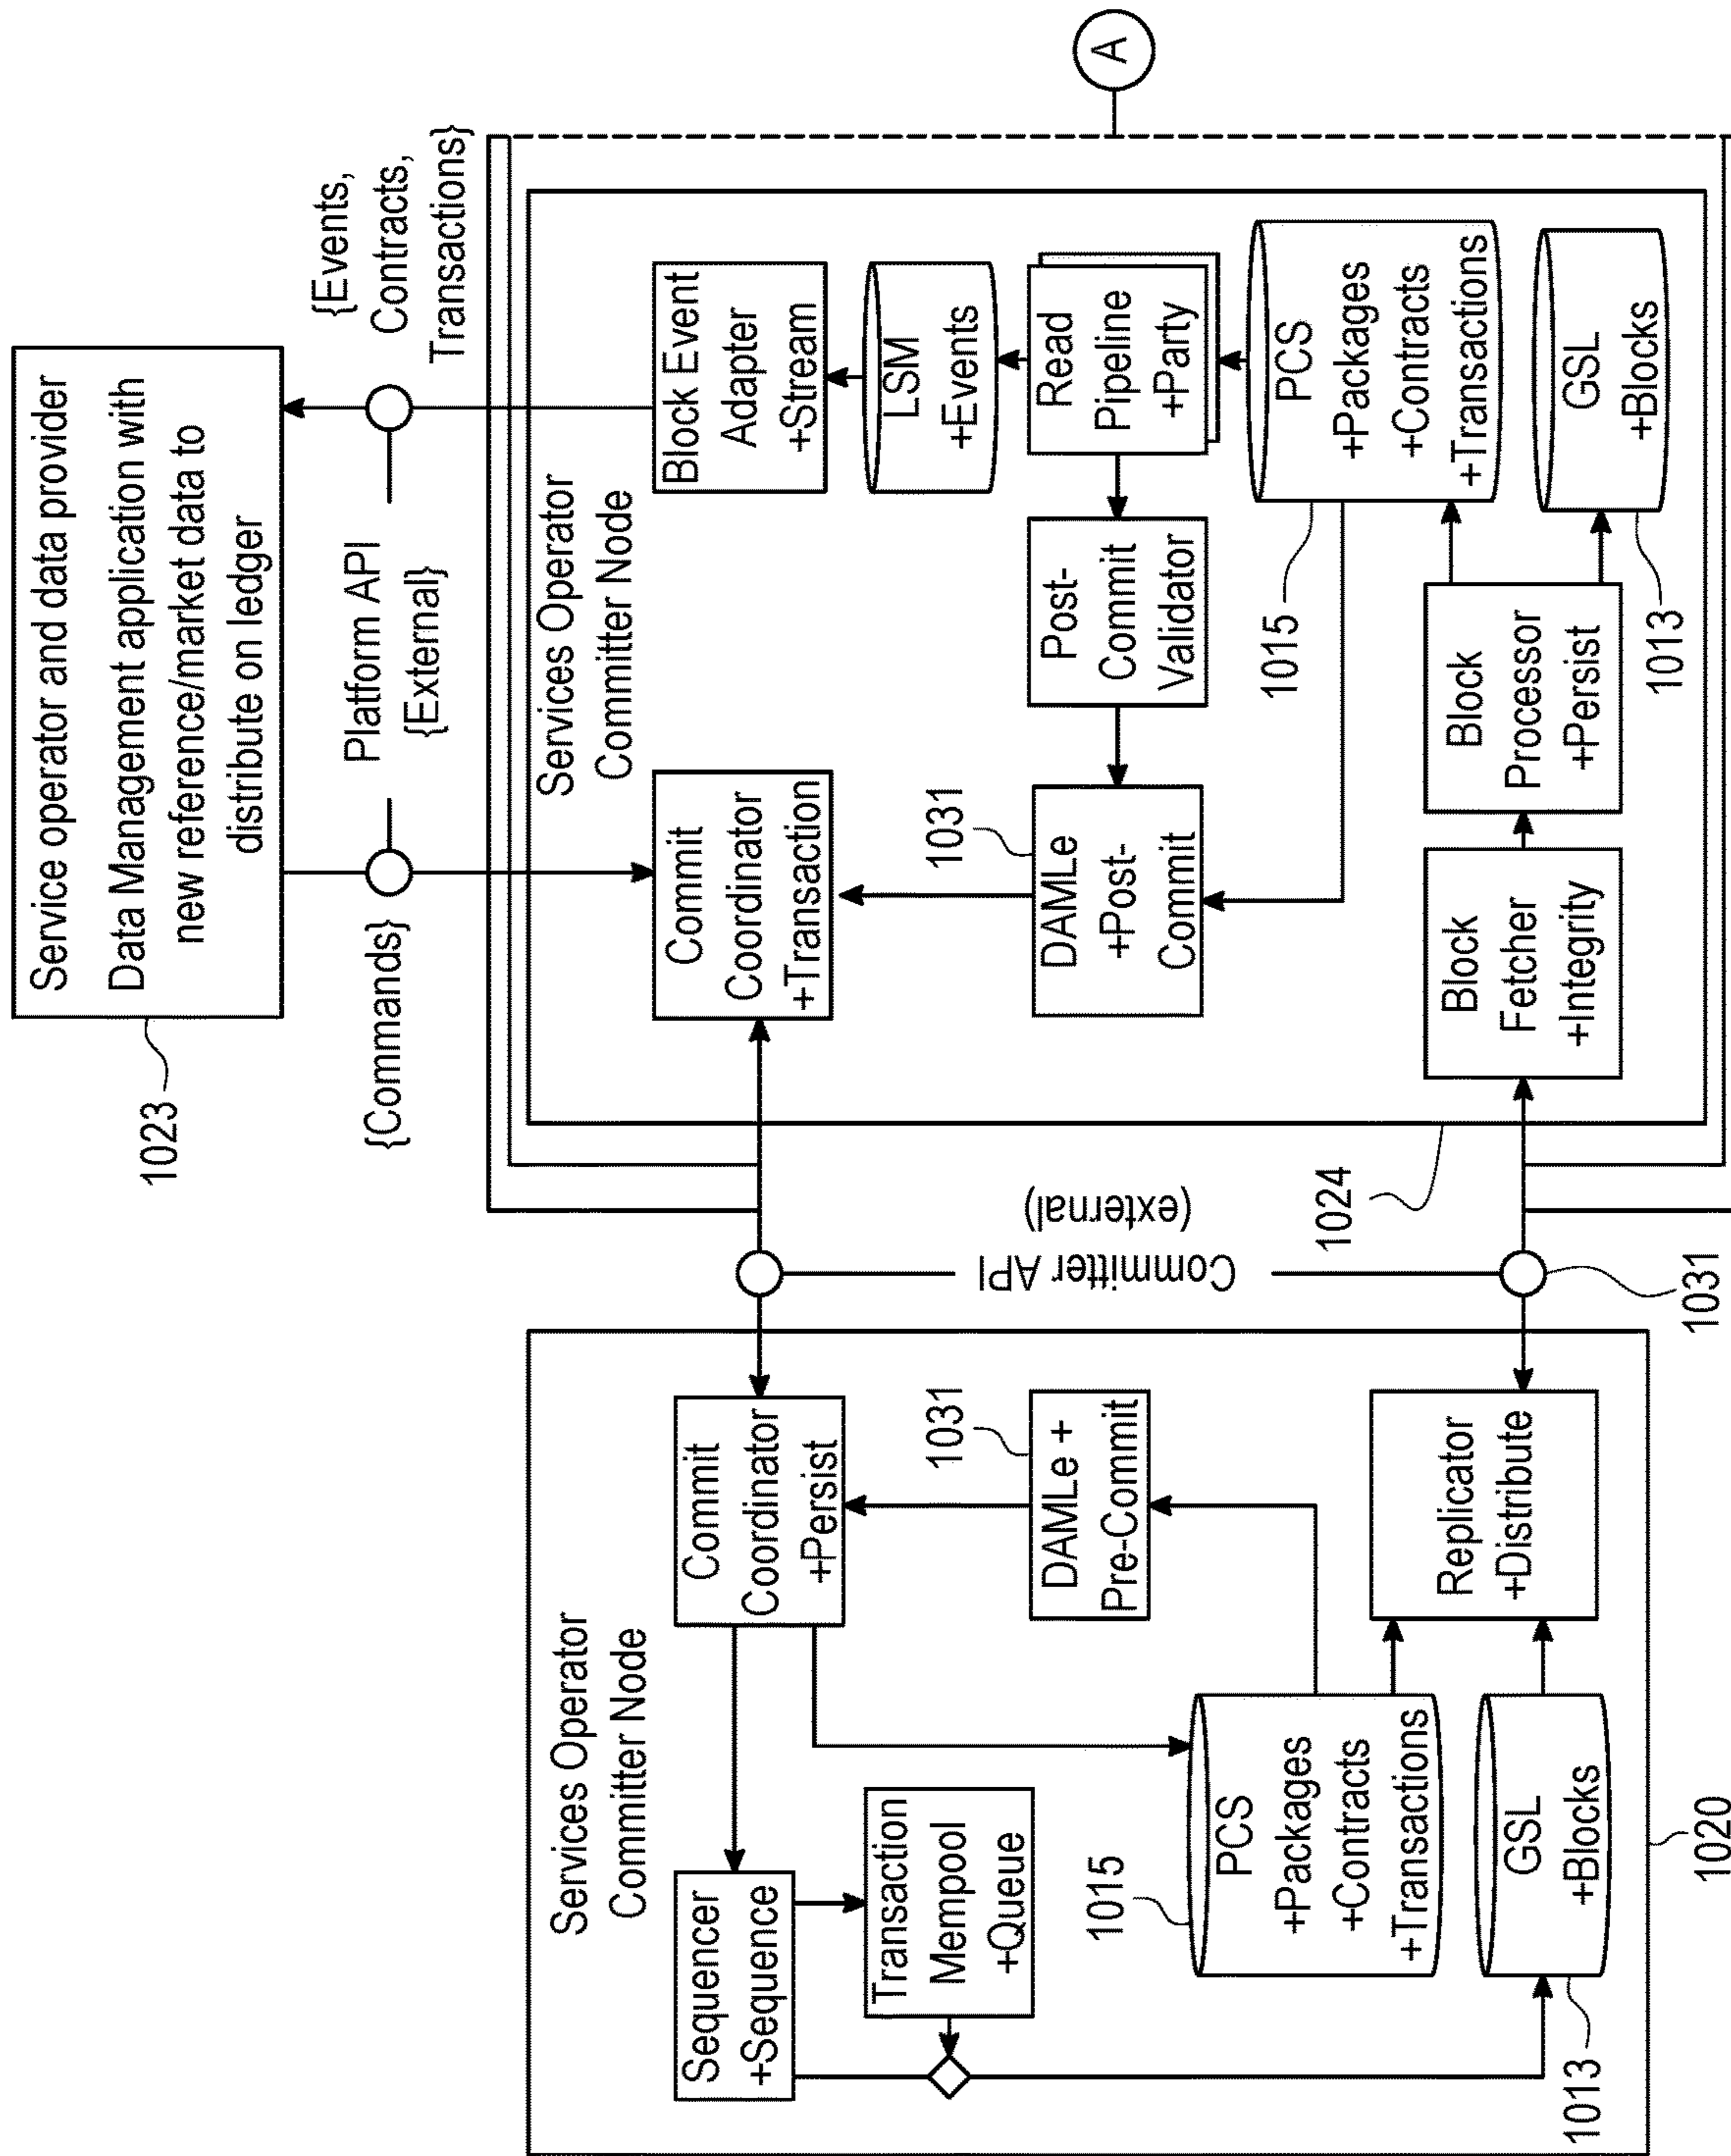 Service operator and data provider
Data Management application with
new reference/market data to
distribute on ledger
1023
{Commands}
Platform API
{External}
{Events,
Contracts,
Transactions}
Services Operator
Committer Node
Commit
Coordinator
+Persist
Sequencer
+Sequence
Transaction
Mempool
+Queue
DAMLe +
Pre-Commit
1031
PCS
+Packages
+Contracts
+Transactions
1015
GSL
+Blocks
1013
Replicator
+Distribute
1020
Committer API
(external)
1031
Services Operator
Committer Node
Commit
Coordinator
+Transaction
Block Event
Adapter
+Stream
LSM
+Events
DAMLe
+Post-
Commit
1031
Post-
Commit
Validator
Read
Pipeline
+Party
PCS
+Packages
+Contracts
+Transactions
1015
Block
Fetcher
+Integrity
Block
Processor
+Persist
GSL
+Blocks
1013
1024
A